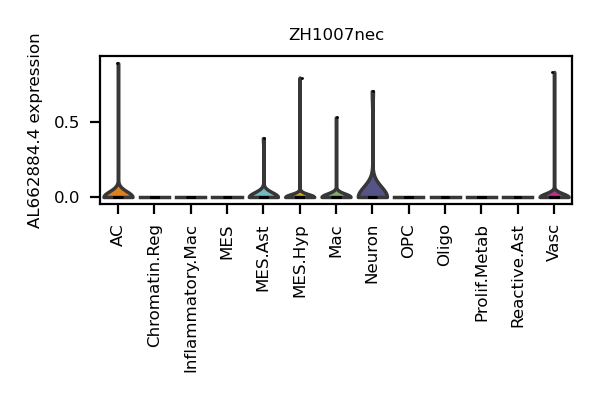 ZH1007nec
AL662884.4 expression
0.5
0.0
AC
Chromatin.Reg
Inflammatory.Mac
MES
MES.Ast
MES.Hyp
Mac
Neuron
OPC
Oligo
Prolif.Metab
Reactive.Ast
Vasc